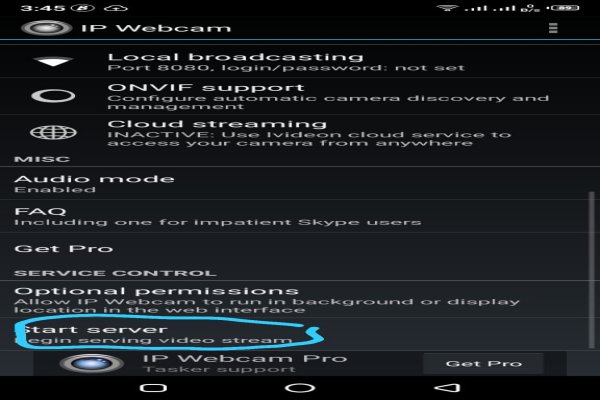 3:45
0
B/s
89
IP Webcam
Local broadcasting
Port 8080, login/password: not set
ONVIF support
Configure automatic camera discovery and
management
Cloud streaming
INACTIVE: Use Ivideon cloud service to
access your camera from anywhere
MISC
Audio mode
Enabled
FAQ
Including one for impatient Skype users
Get Pro
SERVICE CONTROL
Optional permissions
Allow IP Webcam to run in background or display
location in the web interface
Start server
Begin serving video stream
IP Webcam Pro
Tasker support
Get Pro